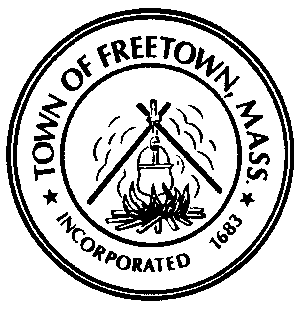 TOWN OF FREETOWN, MASS.
INCORPORATED 1683